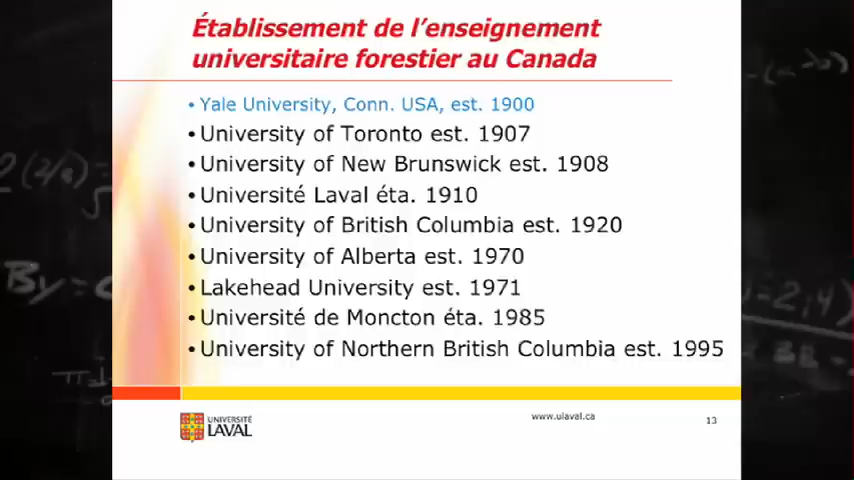 Établissement de l’enseignement
universitaire forestier au Canada
• Yale University, Conn. USA, est. 1900
• University of Toronto est. 1907
• University of New Brunswick est. 1908
• Université Laval éta. 1910
• University of British Columbia est. 1920
• University of Alberta est. 1970
• Lakehead University est. 1971
• Université de Moncton éta. 1985
• University of Northern British Columbia est. 1995
By=
UNIVERSITÉ
LAVAL
www.ulaval.ca
13